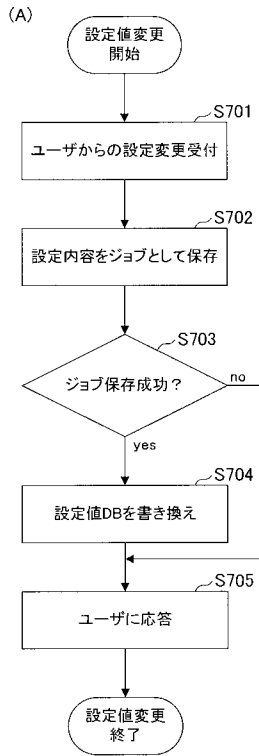 (A)
設定値変更
開始
S701
ユーザからの設定変更受付
S702
設定内容をジョブとして保存
S703
ジョブ保存成功？
no
yes
S704
設定値DBを書き換え
S705
ユーザに応答
設定値変更
終了